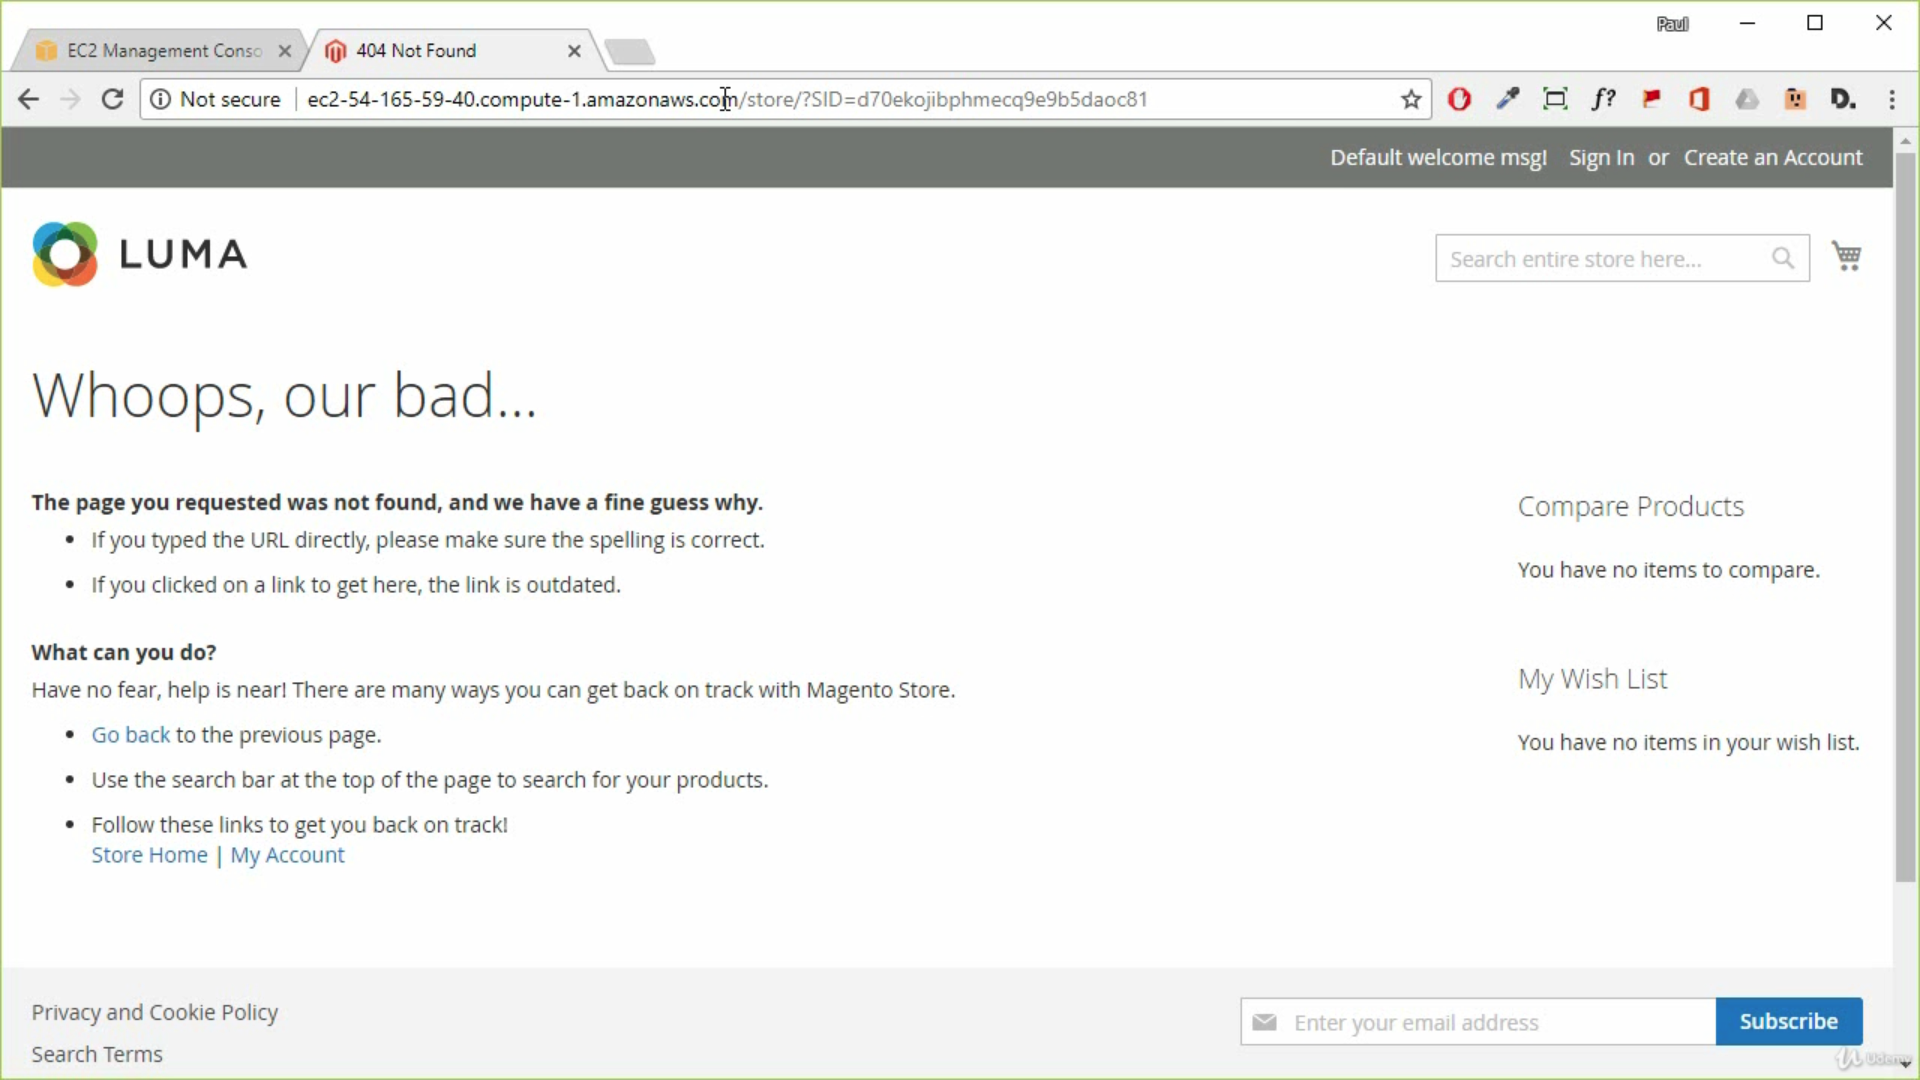 Paul
EC2 Management Conso
404 Not Found
Not secure
ec2-54-165-59-40.compute-1.amazonaws.com/store/?SID=d70ekojibphmecq9e9b5daoc81
f?
D.
Default welcome msg! Sign In or Create an Account
LUMA
Search entire store here...
Whoops, our bad...
The page you requested was not found, and we have a fine guess why.
• If you typed the URL directly, please make sure the spelling is correct.
• If you clicked on a link to get here, the link is outdated.
What can you do?
Have no fear, help is near! There are many ways you can get back on track with Magento Store.
• Go back to the previous page.
• Use the search bar at the top of the page to search for your products.
• Follow these links to get you back on track!
Store Home | My Account
Compare Products
You have no items to compare.
My Wish List
You have no items in your wish list.
Privacy and Cookie Policy
Search Terms
Enter your email address
Subscribe
Udemy